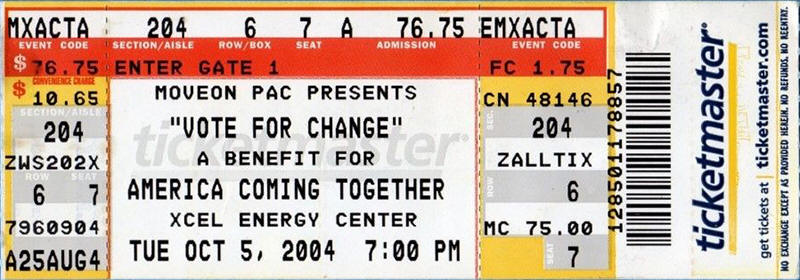 MXACTA 204 6 7 A 76.75 EMXACTA
EVENT CODE SECTION/AISLE ROW/BOX SEAT ADMISSION EVENT CODE
$ 76.75 ENTER GATE 1 FC 1.75
CONVENIENCE CHARGE
$ 10.65
SECTION/AISLE
204
ZWS202X
ROW SEAT
6 7
7960904
A25AUG4
MOVEON PAC PRESENTS
"VOTE FOR CHANGE"
ticketmaster
A BENEFIT FOR
AMERICA COMING TOGETHER
XCEL ENERGY CENTER
TUE OCT 5, 2004 7:00 PM
CN 48146
SEC.
204
ZALLTIX
ROW
6
MC 75.00
SEAT
7
128501178857
ticketmaster
get tickets at ticketmaster.com
NO EXCHANGE EXCEPT AS PROVIDED HEREIN. NO REFUNDS. NO REENTRY.